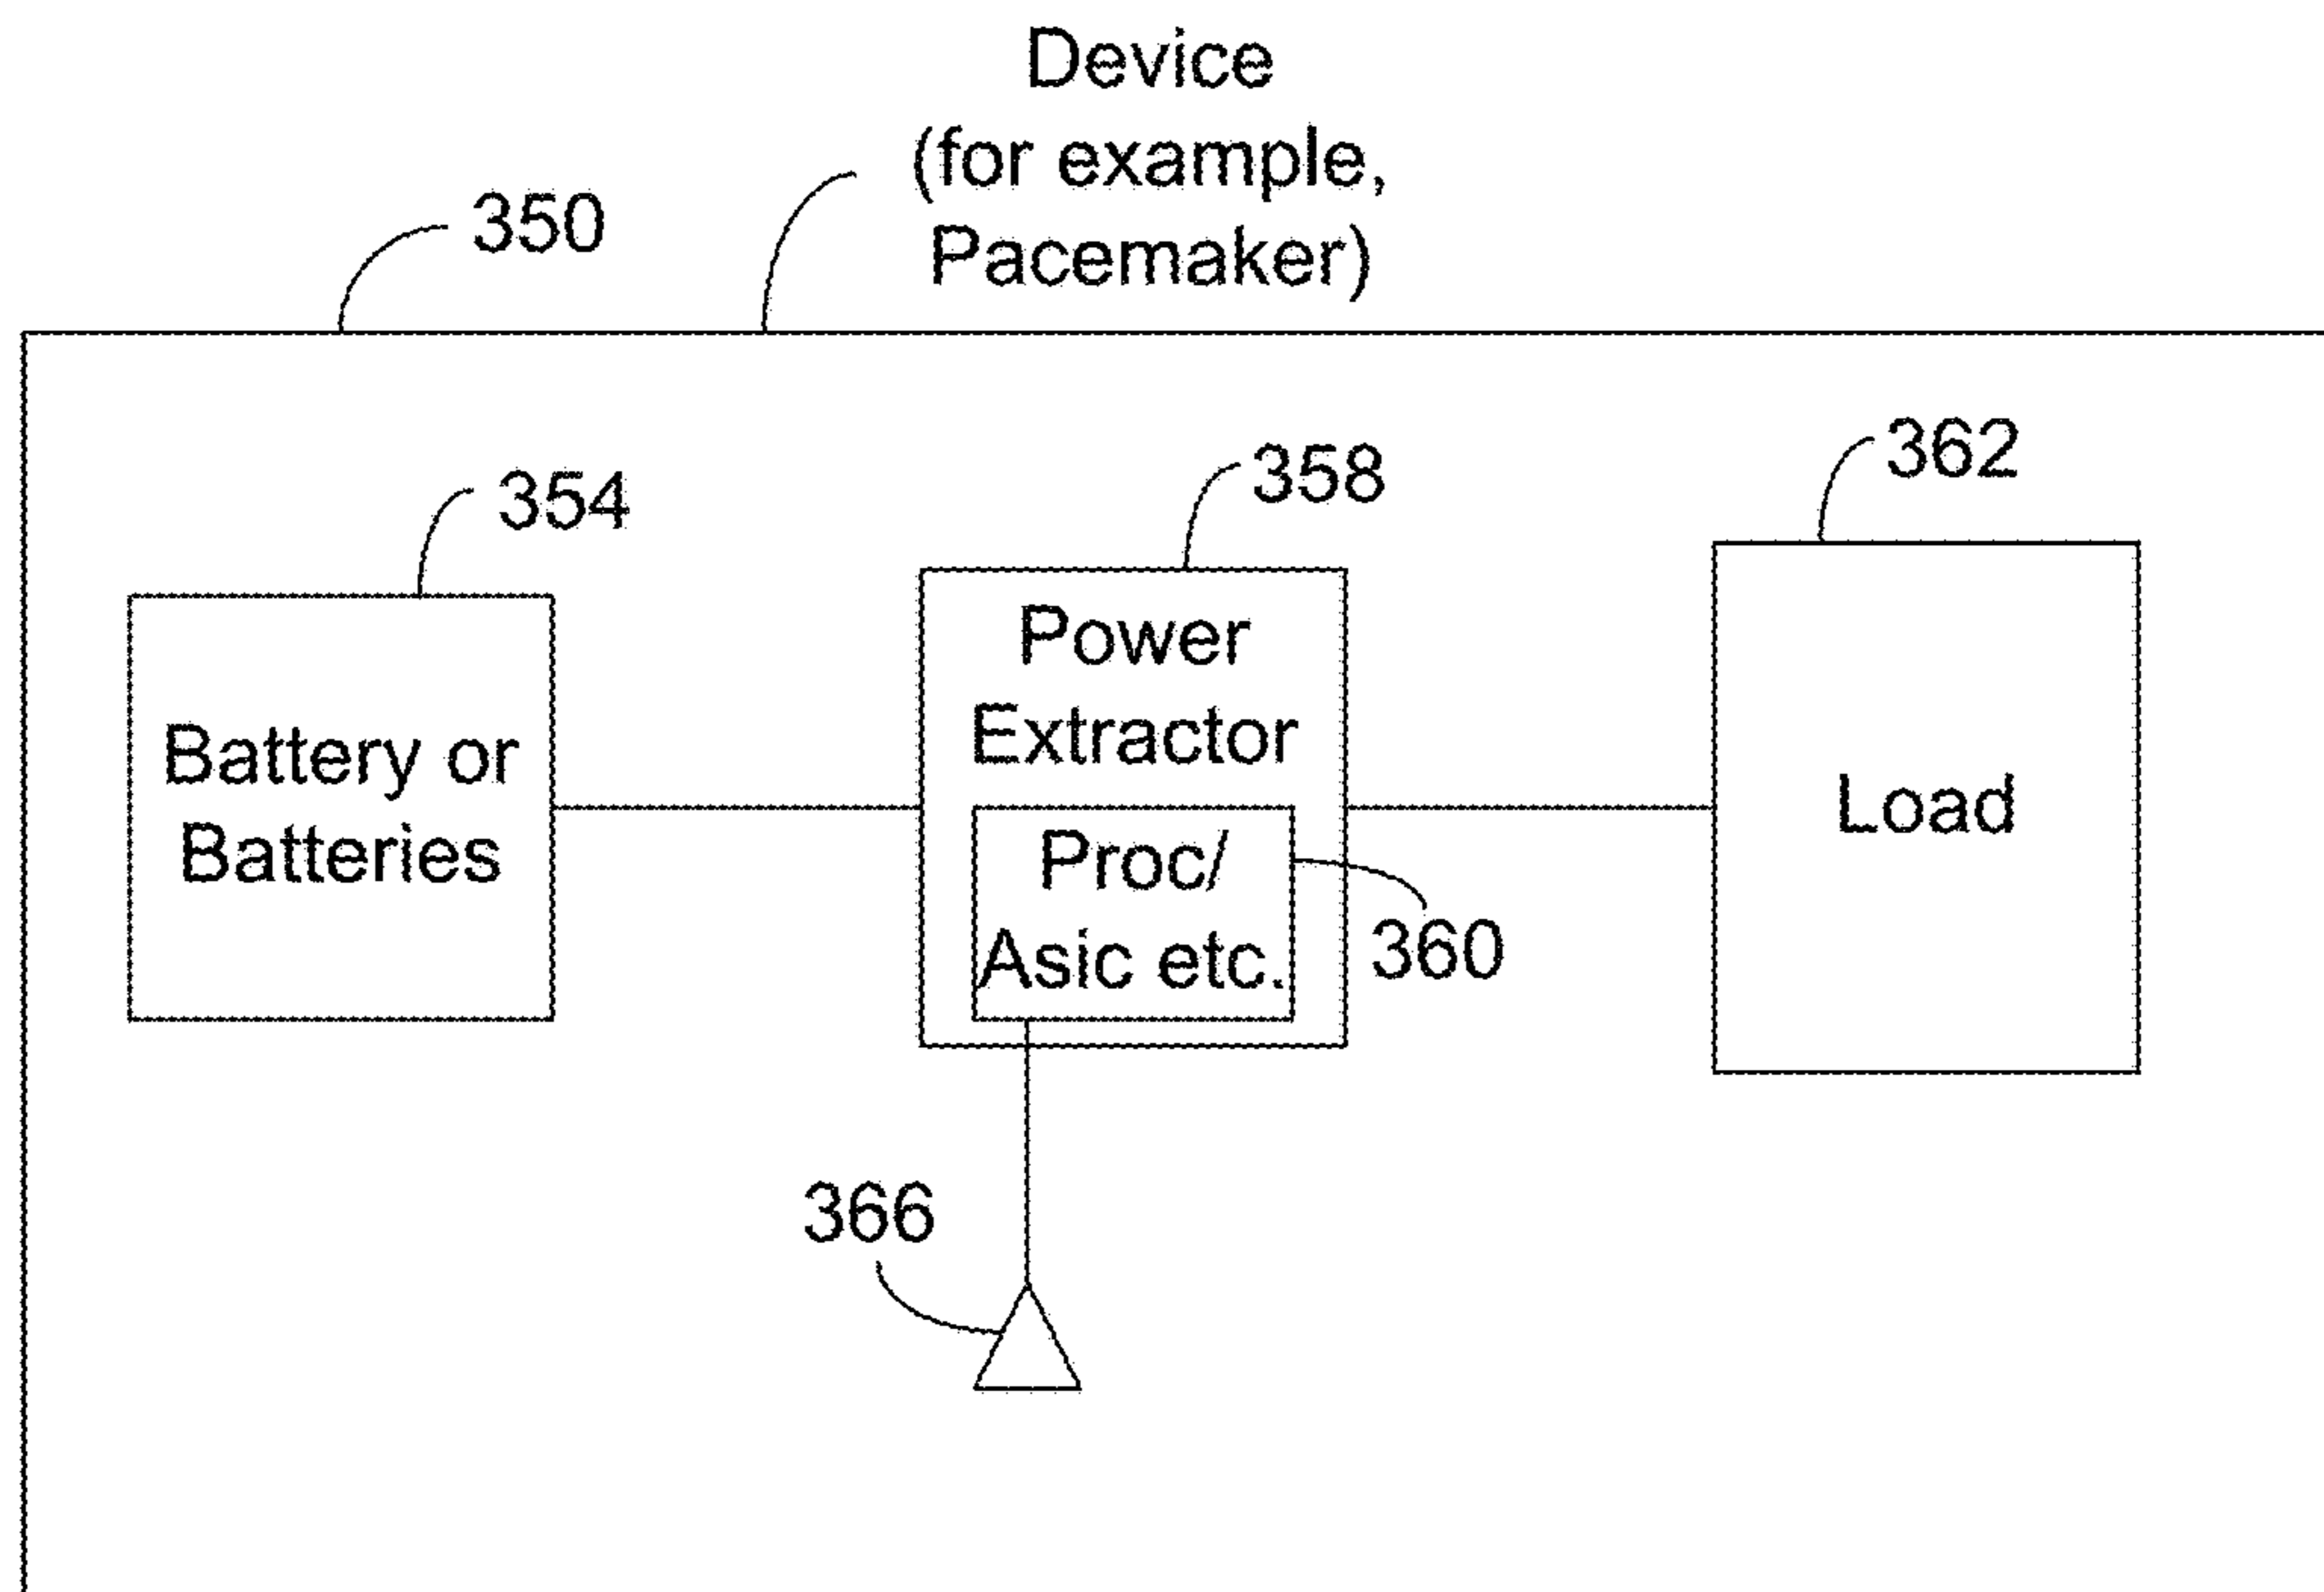 Device
(for example,
Pacemaker)
350
354
358
362
Battery or
Batteries
Power
Extractor
Proc/
Asic etc.
360
Load
366